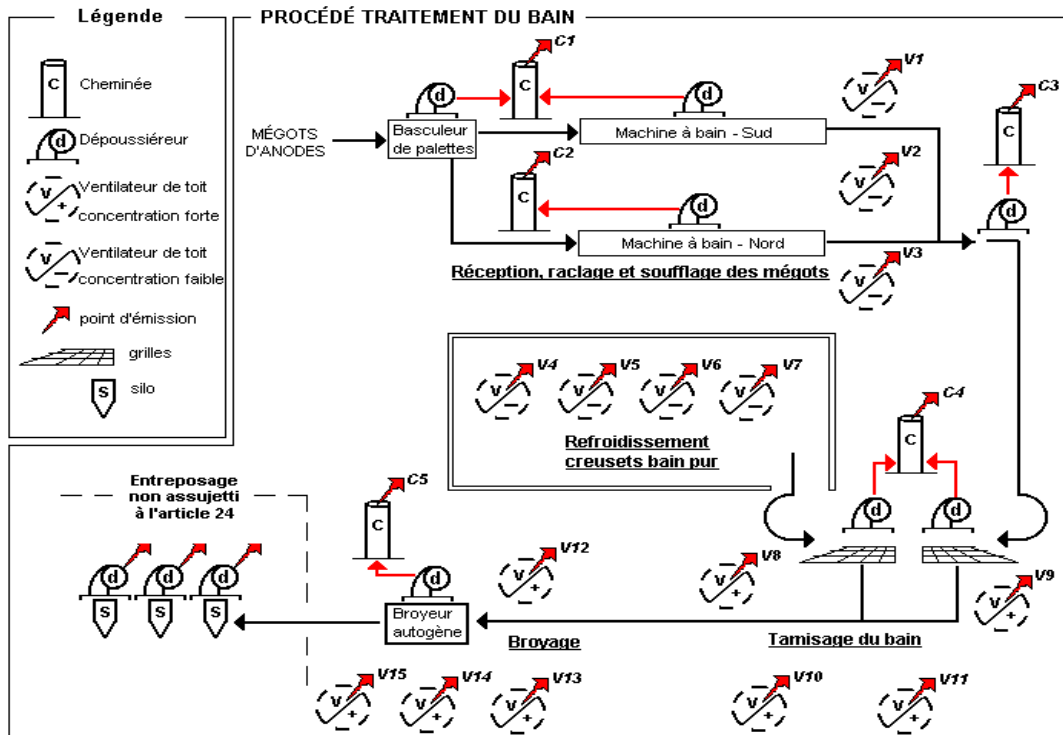 Légende
C
Cheminée
d
Dépoussiéreur
V
+
Ventilateur de toit
concentration forte
V
−
Ventilateur de toit
concentration faible
point d'émission
grilles
S
silo
PROCÉDÉ TRAITEMENT DU BAIN
MÉGOTS
D'ANODES
d
Basculeur
de palettes
C
C1
d
Machine à bain - Sud
V
−
V1
C
C2
d
Machine à bain - Nord
V
−
V2
V
−
V3
C
C3
d
Réception, raclage et soufflage des mégots
V
−
V4
V
−
V5
V
−
V6
V
−
V7
Refroidissement
creusets bain pur
C
C4
d
d
Entreposage
non assujetti
à l'article 24
d
d
d
S
S
S
C
C5
d
Broyeur
autogène
V
+
V12
Broyage
V
+
V8
Tamisage du bain
V
+
V9
V
+
V15
V
+
V14
V
+
V13
V
+
V10
V
+
V11